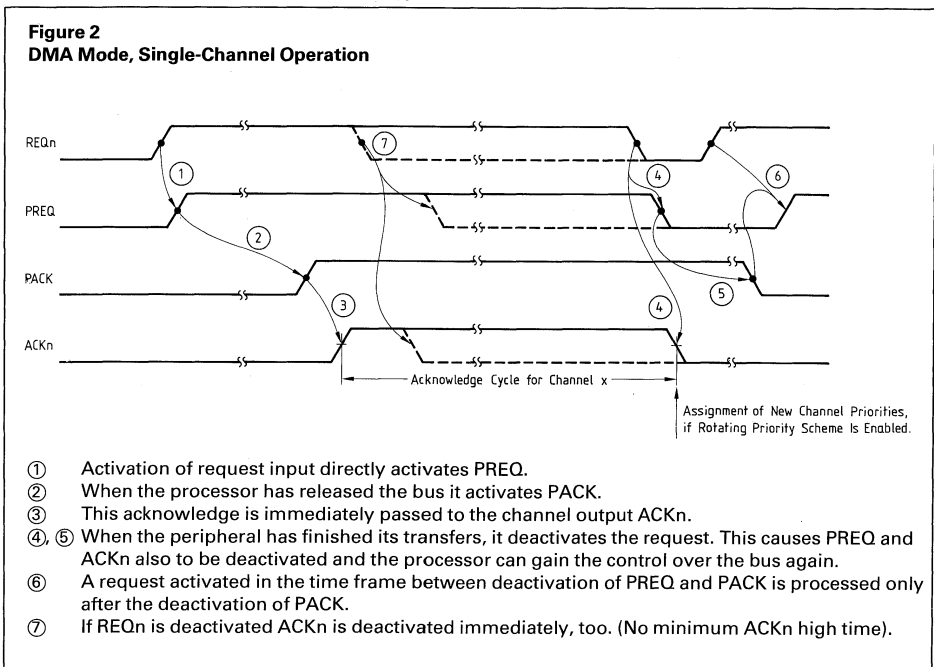 Figure 2
DMA Mode, Single-Channel Operation
REQn
PREQ
PACK
ACKn
1
2
3
7
4
4
5
6
Acknowledge Cycle for Channel x
Assignment of New Channel Priorities,
if Rotating Priority Scheme Is Enabled.
① Activation of request input directly activates PREQ.
② When the processor has released the bus it activates PACK.
③ This acknowledge is immediately passed to the channel output ACKn.
④, ⑤ When the peripheral has finished its transfers, it deactivates the request. This causes PREQ and
ACKn also to be deactivated and the processor can gain the control over the bus again.
⑥ A request activated in the time frame between deactivation of PREQ and PACK is processed only
after the deactivation of PACK.
⑦ If REQn is deactivated ACKn is deactivated immediately, too. (No minimum ACKn high time).